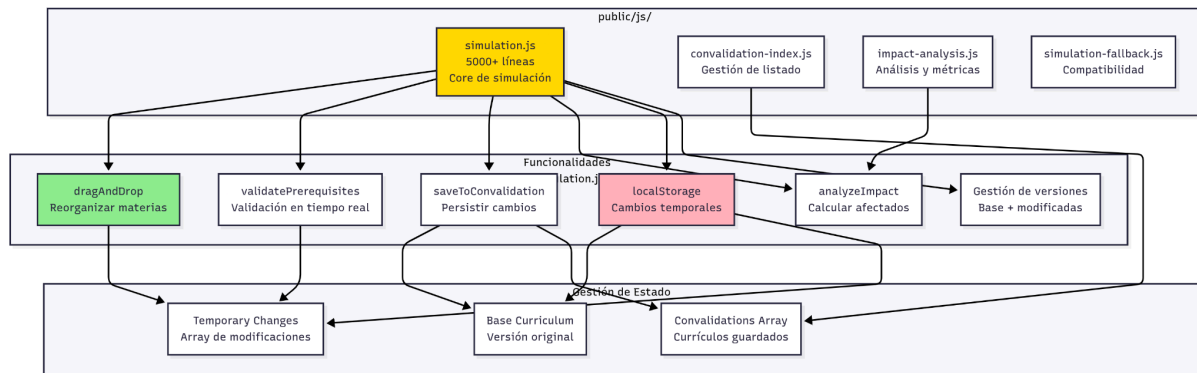 public/js/
simulation.js
5000+ líneas
Core de simulación
convalidation-index.js
Gestión de listado
impact-analysis.js
Análisis y métricas
simulation-fallback.js
Compatibilidad
Funcionalidades
dragAndDrop
Reorganizar materias
validatePrerequisites
Validación en tiempo real
saveToConvalidation
Persistir cambios
localStorage
Cambios temporales
analyzeImpact
Calcular afectados
Gestión de versiones
Base + modificadas
Gestión de Estado
Temporary Changes
Array de modificaciones
Base Curriculum
Versión original
Convalidations Array
Currículos guardados